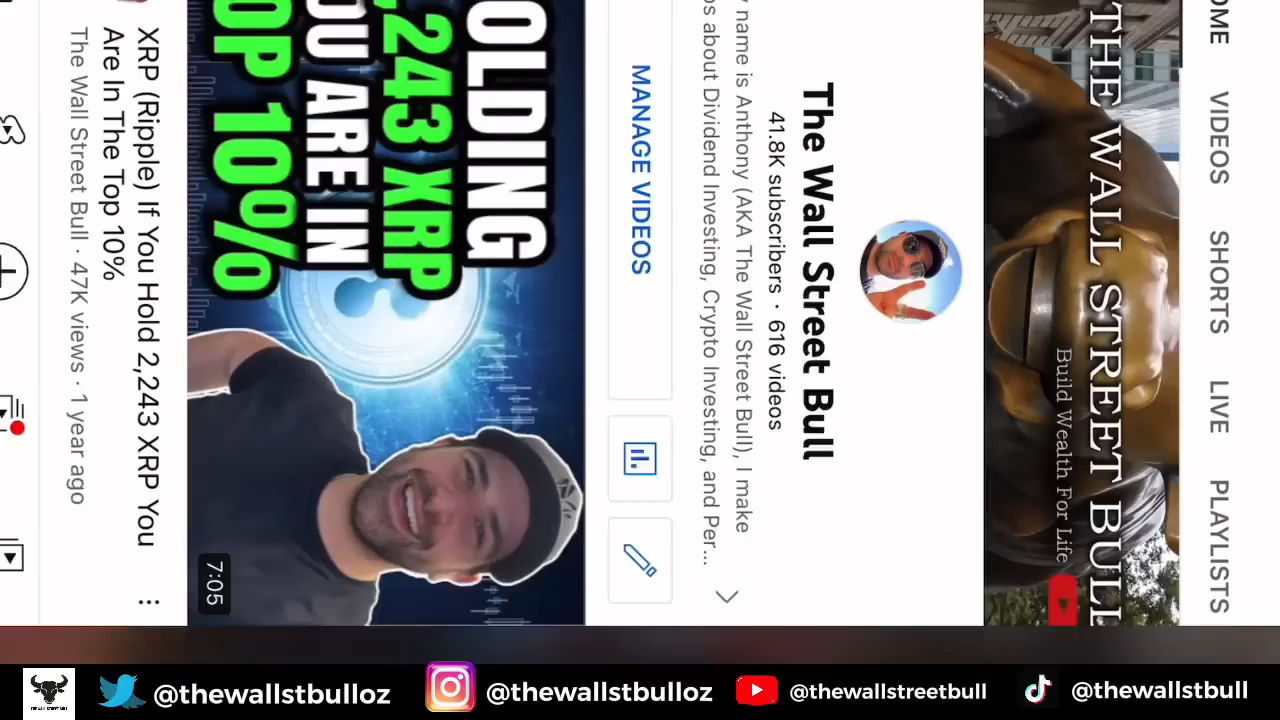 OME VIDEOS SHORTS LIVE PLAYLISTS
THE WALL STREET BULL
Build Wealth For Life
The Wall Street Bull
41.8K subscribers · 616 videos
name is Anthony (AKA The Wall Street Bull), I make
os about Dividend Investing, Crypto Investing, and Per...
MANAGE VIDEOS
OLDING
,243 XRP
OU ARE IN
OP 10%
7:05
XRP (Ripple) If You Hold 2,243 XRP You
Are In The Top 10%
The Wall Street Bull · 47K views · 1 year ago
@thewallstbulloz @thewallstbulloz @thewallstreetbull @thewallstbull